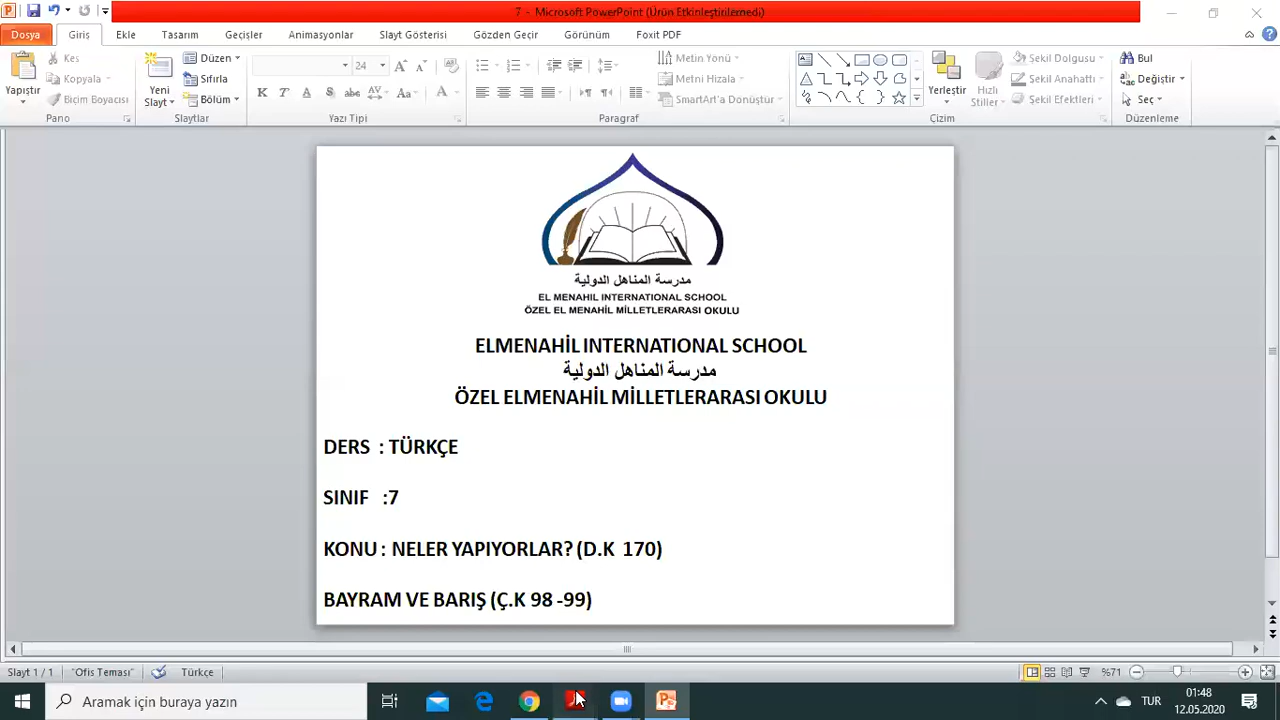 7 - Microsoft PowerPoint (Ürün Etkinleştirilemedi)
Dosya Giriş Ekle Tasarım Geçişler Animasyonlar Slayt Gösterisi Gözden Geçir Görünüm Foxit PDF
Yapıştır
Kes
Kopyala
Biçim Boyacısı
Pano
Yeni Slayt
Düzen
Sıfırla
Bölüm
Slaytlar
24
K T A S abc AV Aa A
Yazı Tipi
Metin Yönü
Metni Hizala
SmartArt'a Dönüştür
Paragraf
Yerleştir
Hızlı Stiller
Şekil Dolgusu
Şekil Anahattı
Şekil Efektleri
Çizim
Bul
Değiştir
Seç
Düzenleme
مدرسة المناهل الدولية
EL MENAHIL INTERNATIONAL SCHOOL
ÖZEL EL MENAHİL MİLLETLERARASI OKULU
ELMENAHİL INTERNATIONAL SCHOOL
مدرسة المناهل الدولية
ÖZEL ELMENAHİL MİLLETLERARASI OKULU
DERS : TÜRKÇE
SINIF :7
KONU : NELER YAPIYORLAR? (D.K 170)
BAYRAM VE BARIŞ (Ç.K 98 -99)
Slayt 1 / 1 "Ofis Teması" Türkçe %71
Aramak için buraya yazın
TUR
01:48
12.05.2020